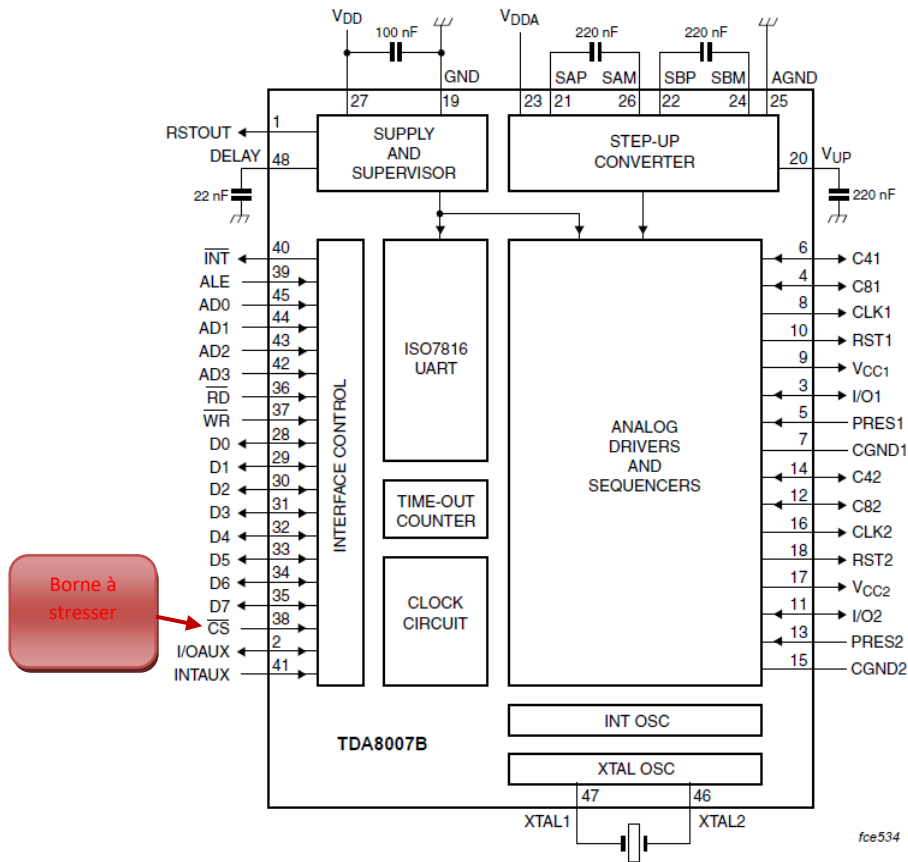 VDD
100 nF
VDDA
220 nF
220 nF
GND
SAP
SAM
SBP
SBM
AGND
27
19
23
21
26
22
24
25
RSTOUT
1
DELAY
48
22 nF
SUPPLY
AND
SUPERVISOR
STEP-UP
CONVERTER
20
VUP
220 nF
INT
40
ALE
39
AD0
45
AD1
44
AD2
43
AD3
42
RD
36
WR
37
D0
28
D1
29
D2
30
D3
31
D4
32
D5
33
D6
34
D7
35
CS
38
I/OAUX
2
INTAUX
41
Borne à
stresser
INTERFACE CONTROL
ISO7816
UART
TIME-OUT
COUNTER
CLOCK
CIRCUIT
ANALOG
DRIVERS
AND
SEQUENCERS
6
C41
4
C81
8
CLK1
10
RST1
9
VCC1
3
I/O1
5
PRES1
7
CGND1
14
C42
12
C82
16
CLK2
18
RST2
17
VCC2
11
I/O2
13
PRES2
15
CGND2
INT OSC
TDA8007B
XTAL OSC
47
46
XTAL1
XTAL2
fce534